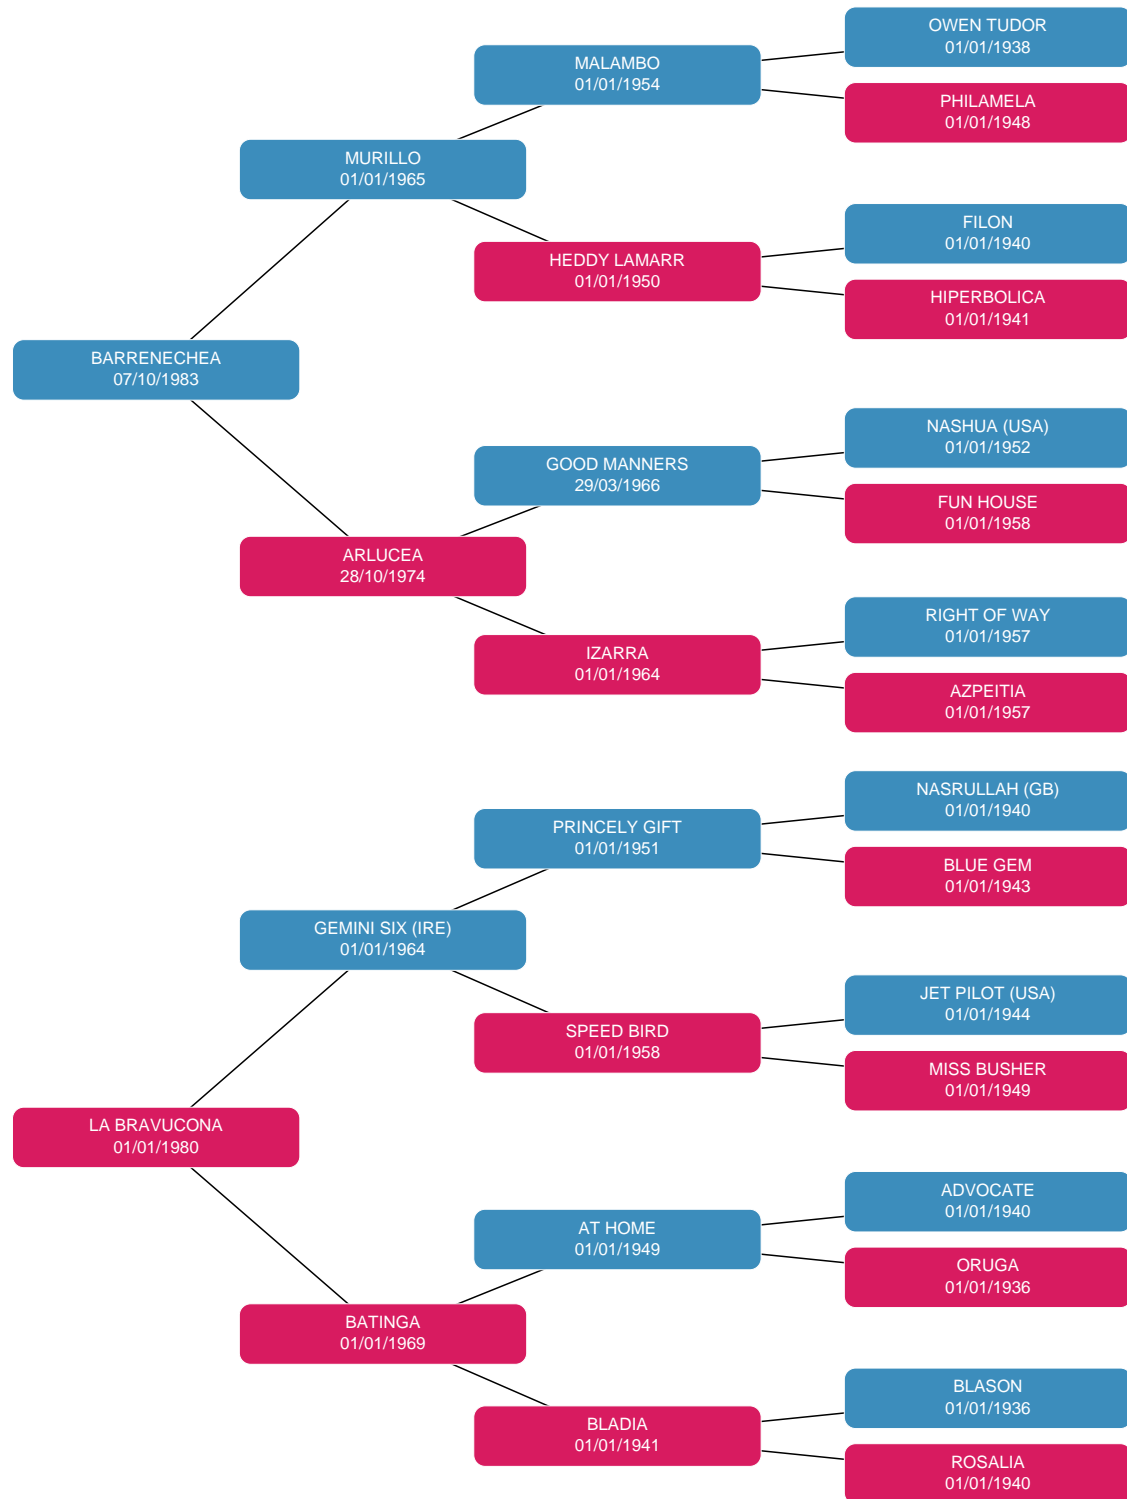 OWEN TUDOR
01/01/1938
MALAMBO
01/01/1954
PHILAMELA
01/01/1948
MURILLO
01/01/1965
FILON
01/01/1940
HEDDY LAMARR
01/01/1950
HIPERBOLICA
01/01/1941
BARRENECHEA
07/10/1983
NASHUA (USA)
01/01/1952
GOOD MANNERS
29/03/1966
FUN HOUSE
01/01/1958
ARLUCEA
28/10/1974
RIGHT OF WAY
01/01/1957
IZARRA
01/01/1964
AZPEITIA
01/01/1957
NASRULLAH (GB)
01/01/1940
PRINCELY GIFT
01/01/1951
BLUE GEM
01/01/1943
GEMINI SIX (IRE)
01/01/1964
JET PILOT (USA)
01/01/1944
SPEED BIRD
01/01/1958
MISS BUSHER
01/01/1949
LA BRAVUCONA
01/01/1980
ADVOCATE
01/01/1940
AT HOME
01/01/1949
ORUGA
01/01/1936
BATINGA
01/01/1969
BLASON
01/01/1936
BLADIA
01/01/1941
ROSALIA
01/01/1940